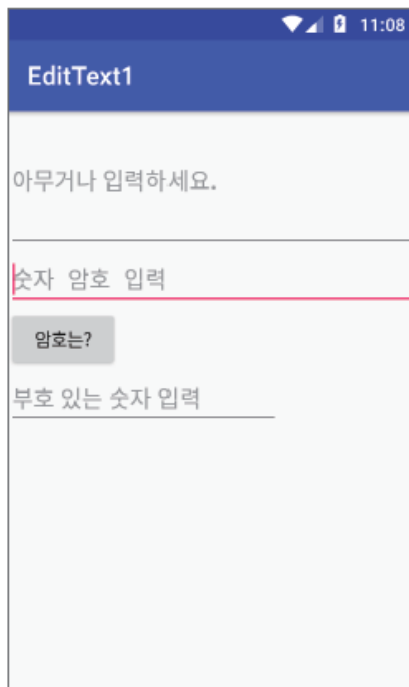 11:08
EditText1
아무거나 입력하세요.
숫자 암호 입력
암호는?
부호 있는 숫자 입력